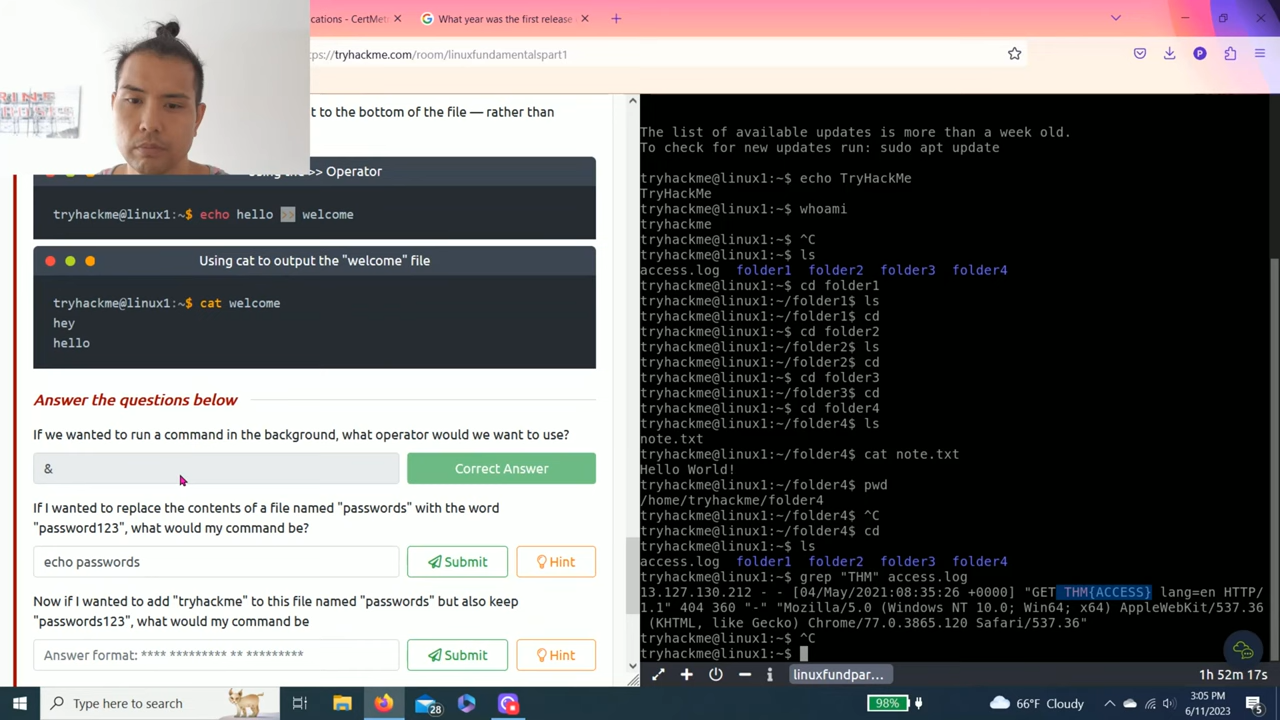 cations - CertMet
What year was the first release
tps://tryhackme.com/room/linuxfundamentalspart1
t to the bottom of the file — rather than
>> Operator
tryhackme@linux1:~$ echo hello >> welcome
Using cat to output the "welcome" file
tryhackme@linux1:~$ cat welcome
hey
hello
Answer the questions below
If we wanted to run a command in the background, what operator would we want to use?
&
Correct Answer
If I wanted to replace the contents of a file named "passwords" with the word
"password123", what would my command be?
echo passwords
Submit
Hint
Now if I wanted to add "tryhackme" to this file named "passwords" but also keep
"passwords123", what would my command be
Answer format: **** ********* ** *********
Submit
Hint
The list of available updates is more than a week old.
To check for new updates run: sudo apt update
tryhackme@linux1:~$ echo TryHackMe
TryHackMe
tryhackme@linux1:~$ whoami
tryhackme
tryhackme@linux1:~$ ^C
tryhackme@linux1:~$ ls
access.log folder1 folder2 folder3 folder4
tryhackme@linux1:~$ cd folder1
tryhackme@linux1:~/folder1$ ls
tryhackme@linux1:~/folder1$ cd
tryhackme@linux1:~$ cd folder2
tryhackme@linux1:~/folder2$ ls
tryhackme@linux1:~/folder2$ cd
tryhackme@linux1:~$ cd folder3
tryhackme@linux1:~/folder3$ cd
tryhackme@linux1:~$ cd folder4
tryhackme@linux1:~/folder4$ ls
note.txt
tryhackme@linux1:~/folder4$ cat note.txt
Hello World!
tryhackme@linux1:~/folder4$ pwd
/home/tryhackme/folder4
tryhackme@linux1:~/folder4$ ^C
tryhackme@linux1:~/folder4$ cd
tryhackme@linux1:~$ ls
access.log folder1 folder2 folder3 folder4
tryhackme@linux1:~$ grep "THM" access.log
13.127.130.212 - - [04/May/2021:08:35:26 +0000] "GET THM{ACCESS} lang=en HTTP/
1.1" 404 360 "-" "Mozilla/5.0 (Windows NT 10.0; Win64; x64) AppleWebKit/537.36
(KHTML, like Gecko) Chrome/77.0.3865.120 Safari/537.36"
tryhackme@linux1:~$ ^C
tryhackme@linux1:~$
linuxfundpar...
1h 52m 17s
Type here to search
28
98%
66°F Cloudy
3:05 PM
6/11/2023
5